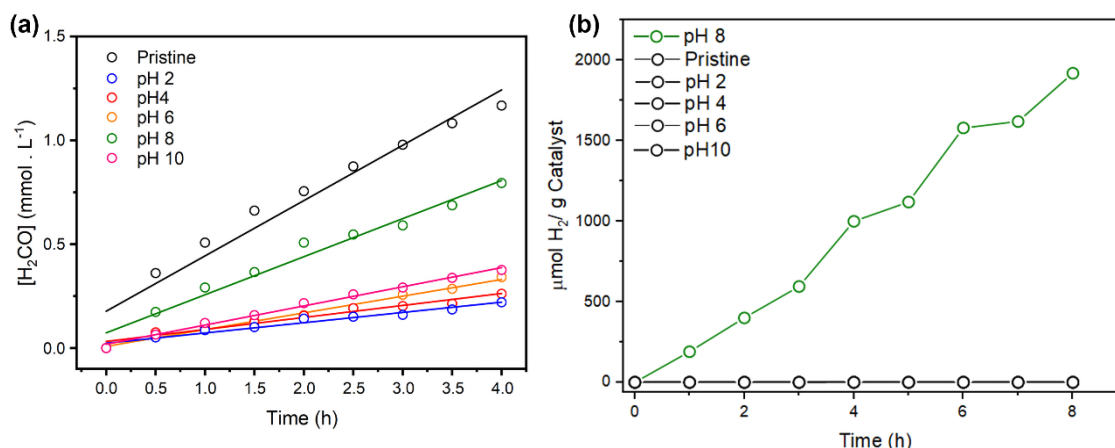 (a)
[H₂CO] (mmol . L⁻¹)
1.5
1.0
0.5
0.0
Pristine
pH 2
pH4
pH 6
pH 8
pH 10
0.0 0.5 1.0 1.5 2.0 2.5 3.0 3.5 4.0
Time (h)
(b)
μmol H₂/ g Catalyst
2000
1500
1000
500
0
pH 8
Pristine
pH 2
pH 4
pH 6
pH10
0 2 4 6 8
Time (h)